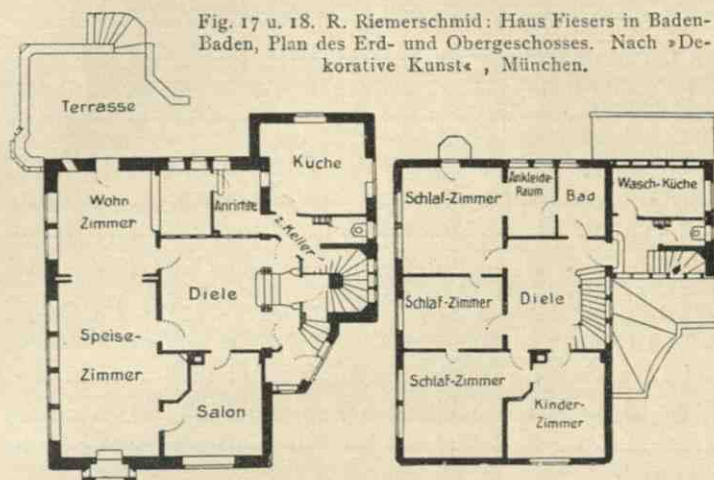 Fig. 17 u. 18. R. Riemerschmid: Haus Fiesers in Baden-
Baden, Plan des Erd- und Obergeschosses. Nach »De-
korative Kunst« , München.
Terrasse
Wohn
Zimmer
Anrichte
Küche
z. Keller
Diele
Speise-
Zimmer
Salon
Schlaf-Zimmer
Ankleide-
Raum
Bad
Wasch-Küche
Schlaf-Zimmer
Diele
Schlaf-Zimmer
Kinder-
Zimmer